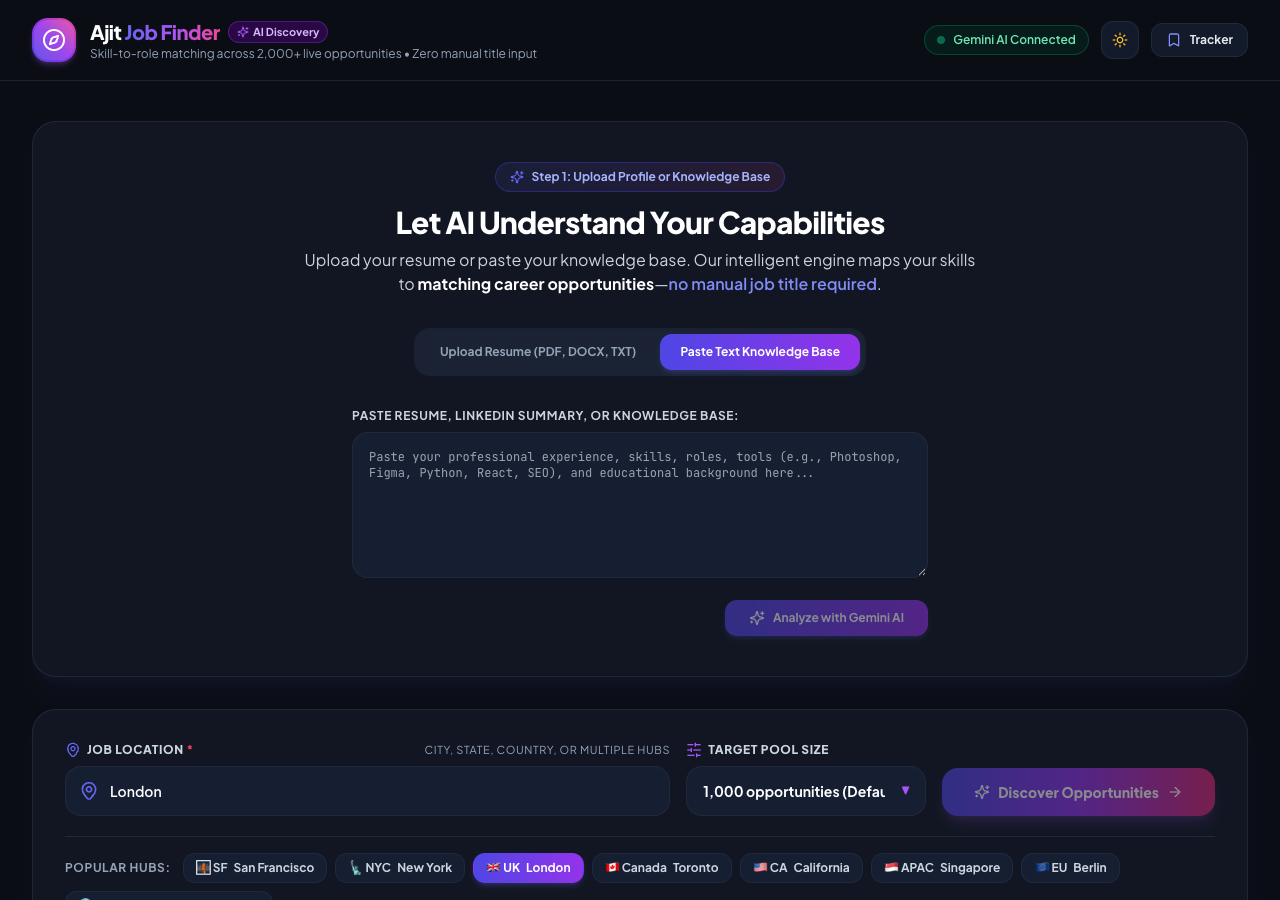 Ajit Job Finder
AI Discovery
Skill-to-role matching across 2,000+ live opportunities • Zero manual title input
Gemini AI Connected
Tracker
Step 1: Upload Profile or Knowledge Base
Let AI Understand Your Capabilities
Upload your resume or paste your knowledge base. Our intelligent engine maps your skills
to matching career opportunities—no manual job title required.
Upload Resume (PDF, DOCX, TXT)
Paste Text Knowledge Base
PASTE RESUME, LINKEDIN SUMMARY, OR KNOWLEDGE BASE:
Paste your professional experience, skills, roles, tools (e.g., Photoshop,
Figma, Python, React, SEO), and educational background here...
Analyze with Gemini AI
JOB LOCATION *
CITY, STATE, COUNTRY, OR MULTIPLE HUBS
TARGET POOL SIZE
London
1,000 opportunities (Defau
Discover Opportunities
POPULAR HUBS:
SF San Francisco
NYC New York
UK London
Canada Toronto
CA California
APAC Singapore
EU Berlin